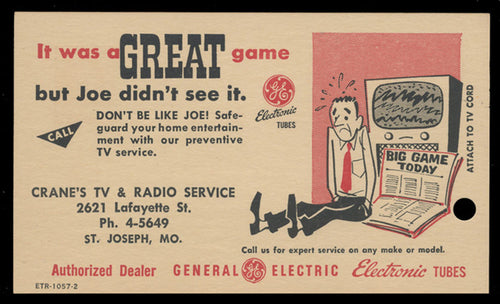 It was a GREAT game
but Joe didn't see it.
CALL
DON'T BE LIKE JOE! Safe-
guard your home entertain-
ment with our preventive
TV service.
GE
Electronic
TUBES
CRANE'S TV & RADIO SERVICE
2621 Lafayette St.
Ph. 4-5649
ST. JOSEPH, MO.
BIG GAME
TODAY
ATTACH TO TV CORD
Call us for expert service on any make or model.
Authorized Dealer GENERAL GE ELECTRIC Electronic TUBES
ETR-1057-2